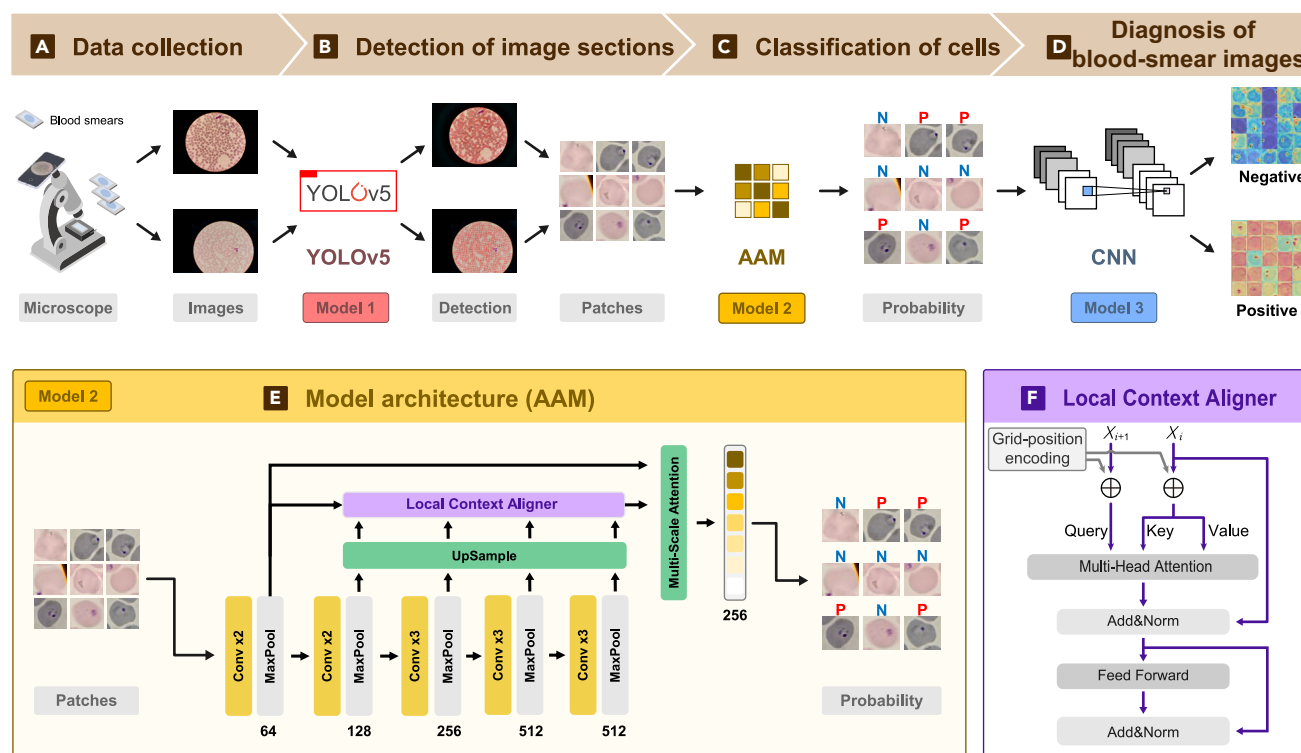 A Data collection
B Detection of image sections
C Classification of cells
D Diagnosis of
blood-smear images
Blood smears
YOLOv5
YOLOv5
AAM
CNN
N P P
N N N
P N P
Negative
Positive
Microscope
Images
Model 1
Detection
Patches
Model 2
Probability
Model 3
Model 2
E Model architecture (AAM)
Local Context Aligner
UpSample
Multi-Scale Attention
Conv x2
MaxPool
Conv x2
MaxPool
Conv x3
MaxPool
Conv x3
MaxPool
Conv x3
MaxPool
64
128
256
512
512
256
N P P
N N N
P N P
Patches
Probability
F Local Context Aligner
Grid-position
encoding
Xi+1
Xi
Query
Key
Value
Multi-Head Attention
Add&Norm
Feed Forward
Add&Norm